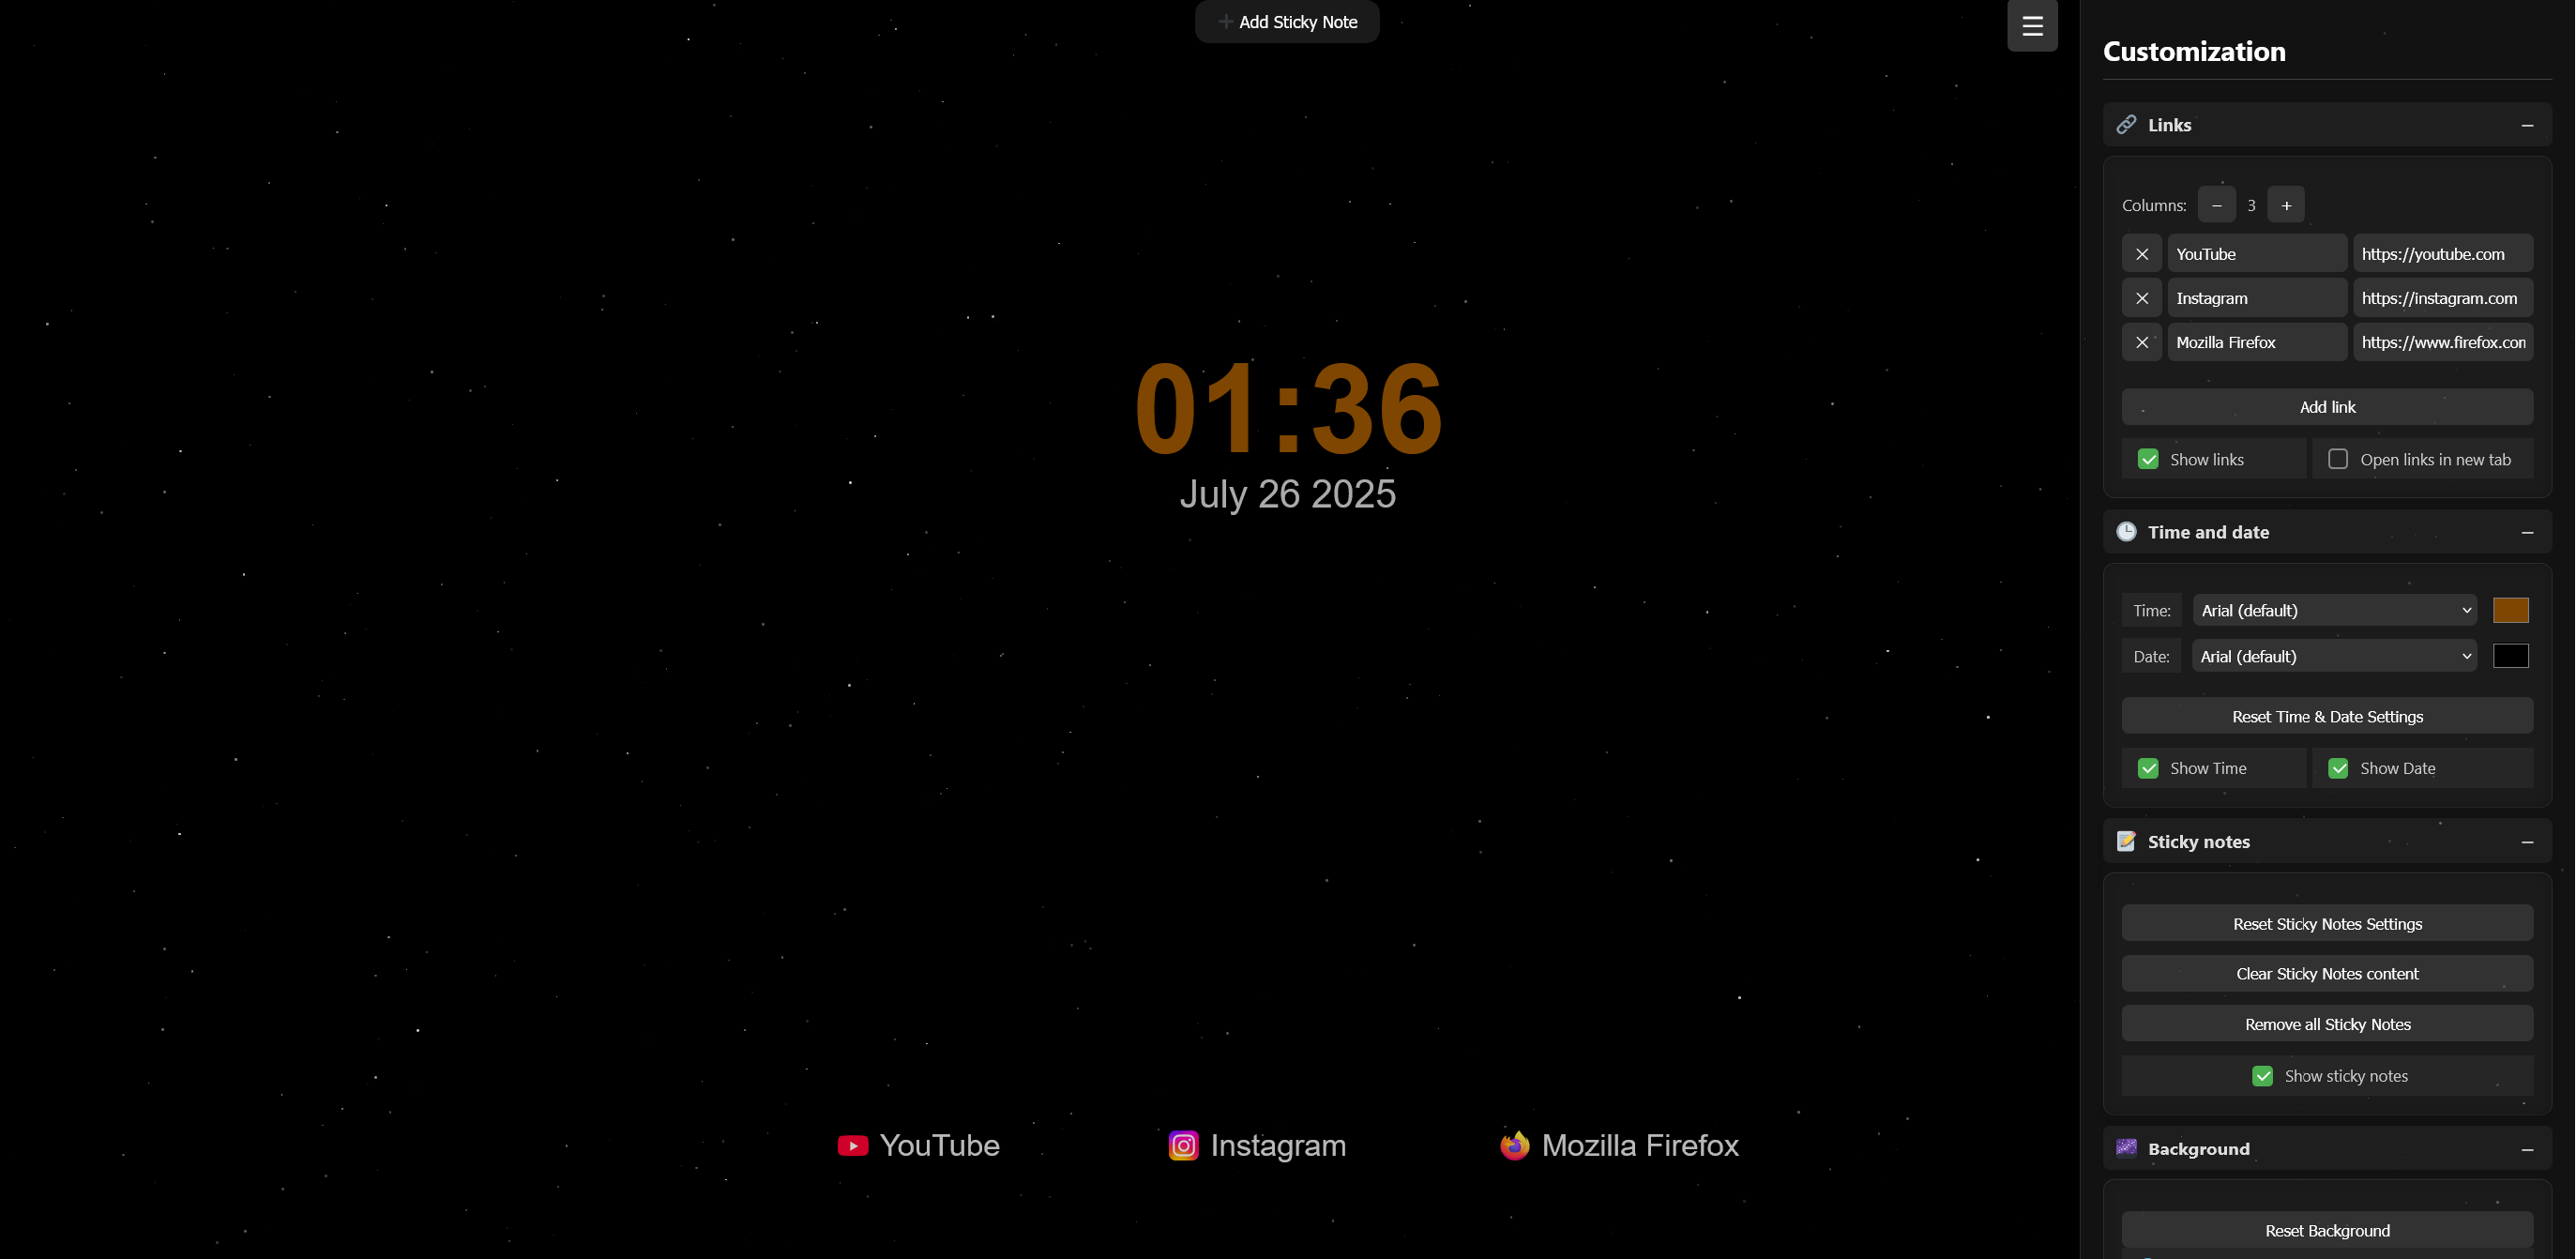 Add Sticky Note
☰
01:36
July 26 2025
YouTube
Instagram
Mozilla Firefox
Customization
Links
Columns: − 3 +
YouTube https://youtube.com
Instagram https://instagram.com
Mozilla Firefox https://www.firefox.con
Add link
Show links Open links in new tab
Time and date
Time: Arial (default)
Date: Arial (default)
Reset Time & Date Settings
Show Time Show Date
Sticky notes
Reset Sticky Notes Settings
Clear Sticky Notes content
Remove all Sticky Notes
Show sticky notes
Background
Reset Background